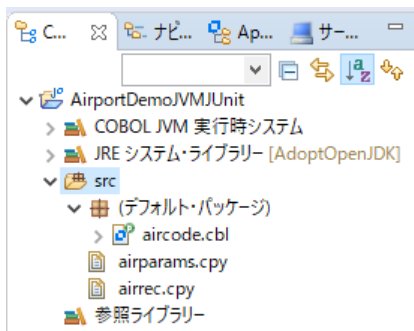 C... ナビ... Ap... サー...
AirportDemoJVMJUnit
COBOL JVM 実行時システム
JRE システム・ライブラリー [AdoptOpenJDK]
src
(デフォルト・パッケージ)
aircode.cbl
airparams.cpy
airrec.cpy
参照ライブラリー